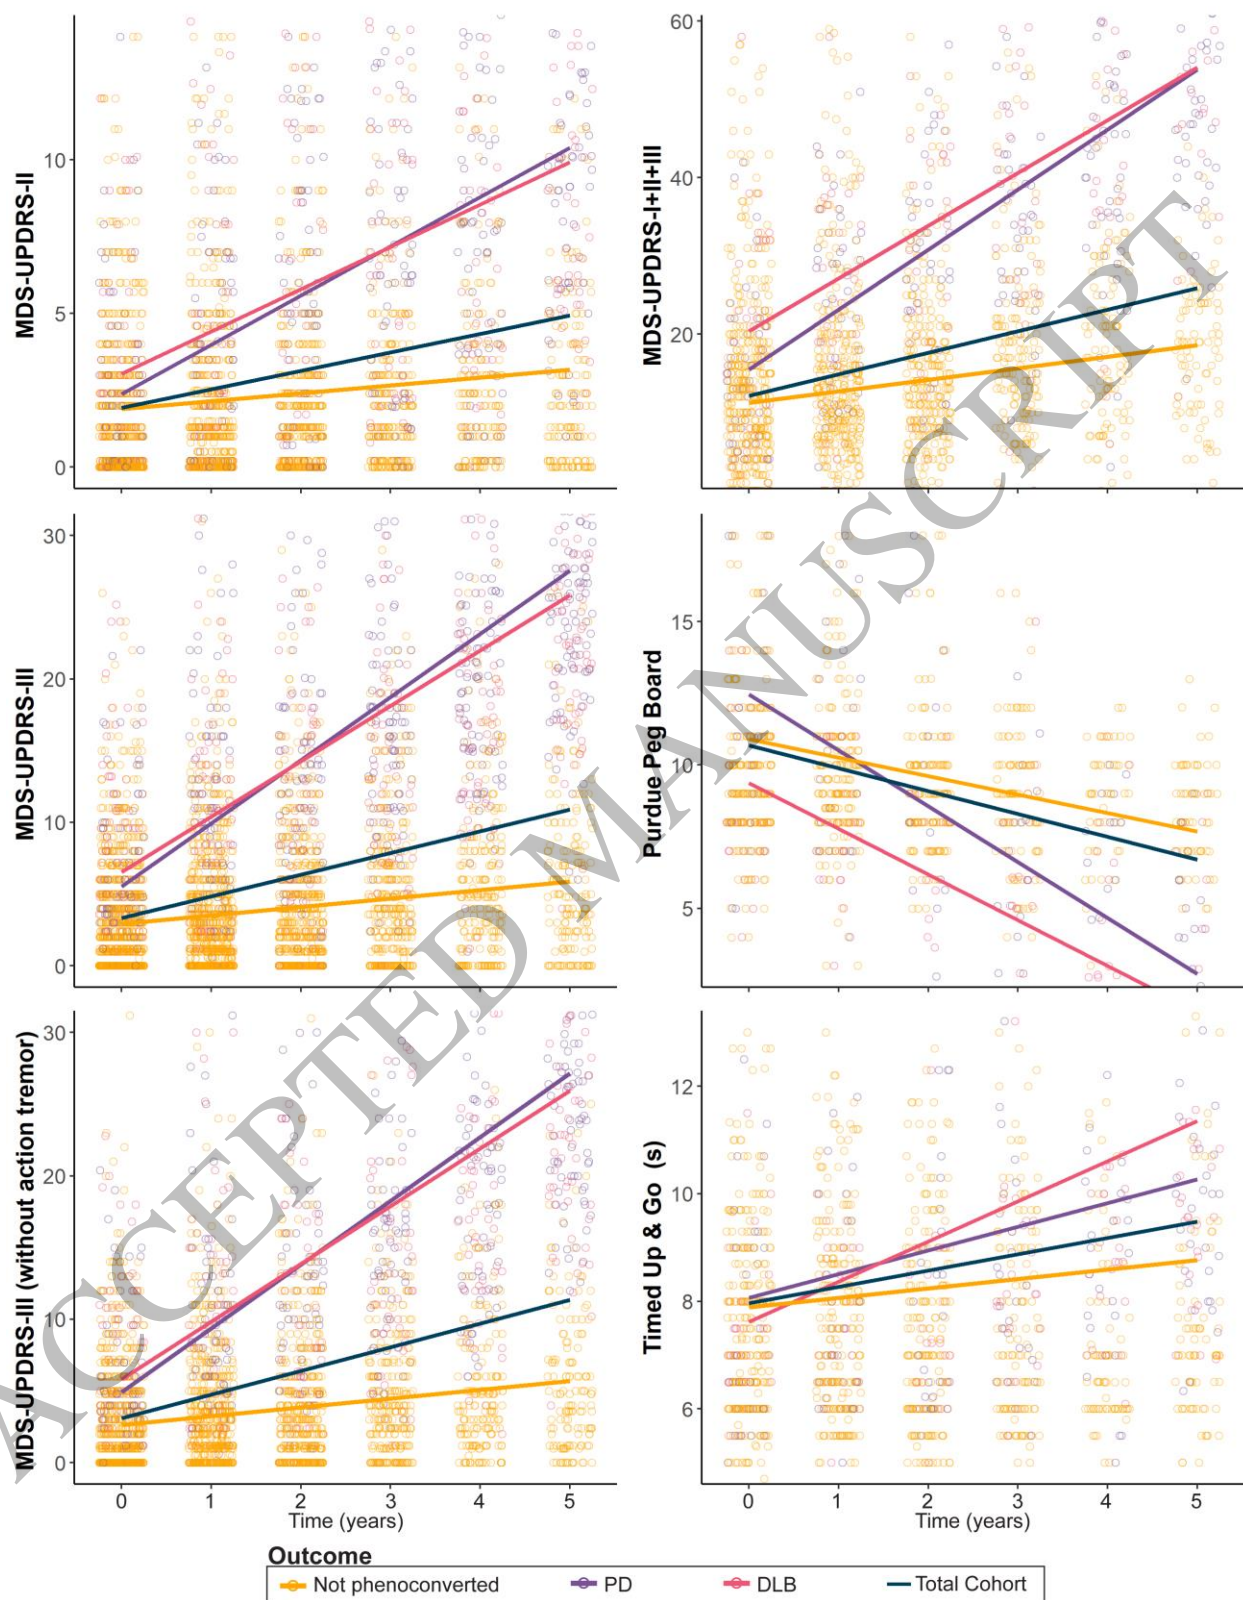 MDS-UPDRS-II
10
5
0
MDS-UPDRS-I+II+III
60
40
20
MDS-UPDRS-III
30
20
10
0
Purdue Peg Board
15
10
5
MDS-UPDRS-III (without action tremor)
30
20
10
0
0 1 2 3 4 5
Time (years)
Timed Up & Go (s)
12
10
8
6
0 1 2 3 4 5
Time (years)
ACCEPTED MANUSCRIPT
Outcome
Not phenoconverted PD DLB Total Cohort